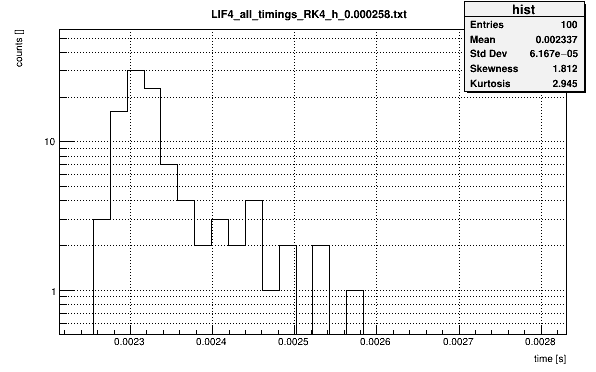 LIF4_all_timings_RK4_h_0.000258.txt
hist
Entries 100
Mean 0.002337
Std Dev 6.167e−05
Skewness 1.812
Kurtosis 2.945
counts []
10
1
0.0023 0.0024 0.0025 0.0026 0.0027 0.0028
time [s]